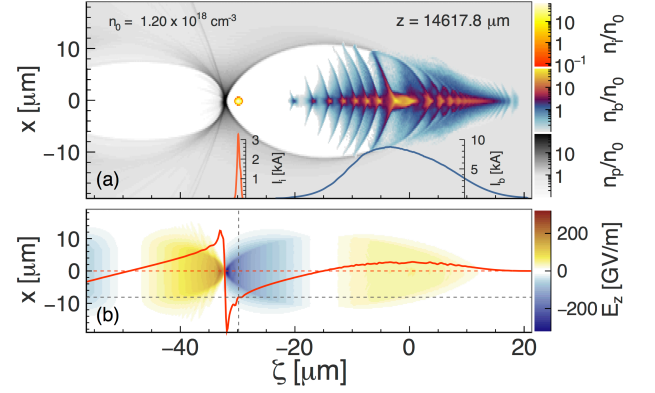 n₀ = 1.20 x 10¹⁸ cm⁻³
z = 14617.8 μm
x [μm]
10
0
−10
(a)
3
2
1
I_i [kA]
10
5
I_b [kA]
10
1
10⁻¹
n_i/n₀
10
1
n_b/n₀
10
1
n_p/n₀
x [μm]
10
0
−10
(b)
−40
−20
0
20
ζ [μm]
200
0
−200
E_z [GV/m]